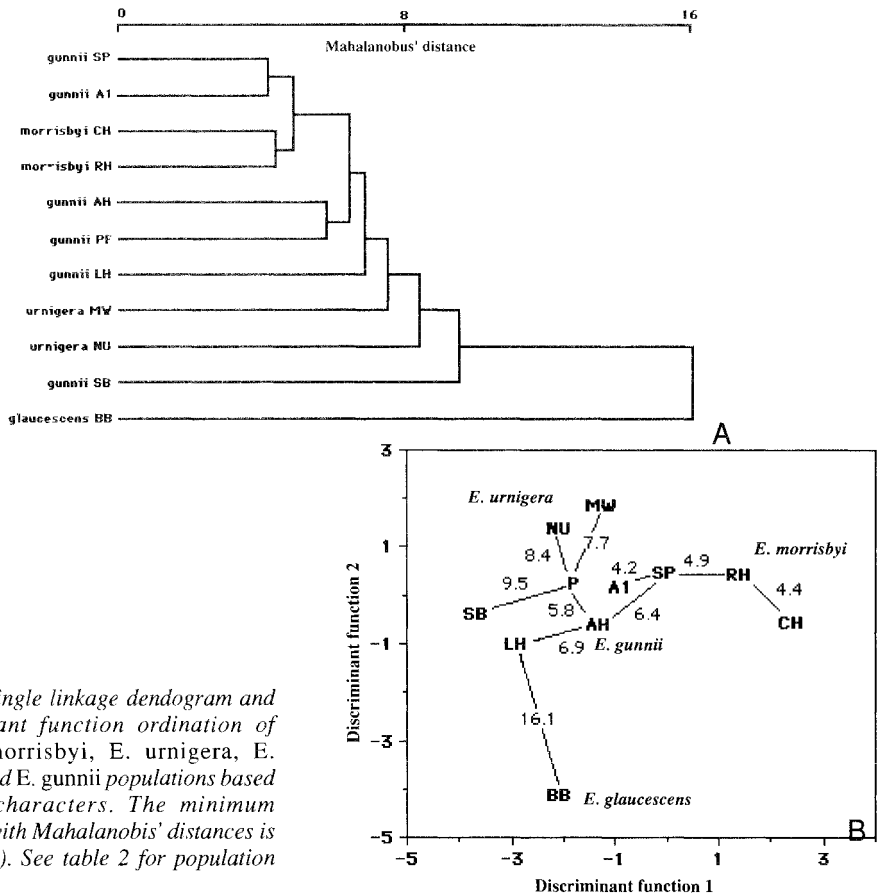 0 8 16
Mahalanobus' distance
gunnii SP
gunnii A1
morrisbyi CH
morrisbyi RH
gunnii AH
gunnii PF
gunnii LH
urnigera MW
urnigera NU
gunnii SB
glaucescens BB
A
3
E. urnigera
MW
NU
7.7
8.4
E. morrisbyi
1
4.2 SP 4.9 RH
9.5 P A1
4.4
SB 5.8 6.4
AH CH
-1 LH 6.9 E. gunnii
Discriminant function 2
16.1
-3
BB E. glaucescens
-5 B
-5 -3 -1 1 3
Discriminant function 1
ingle linkage dendogram and
ant function ordination of
morrisbyi, E. urnigera, E.
d E. gunnii populations based
characters. The minimum
with Mahalanobis' distances is
). See table 2 for population